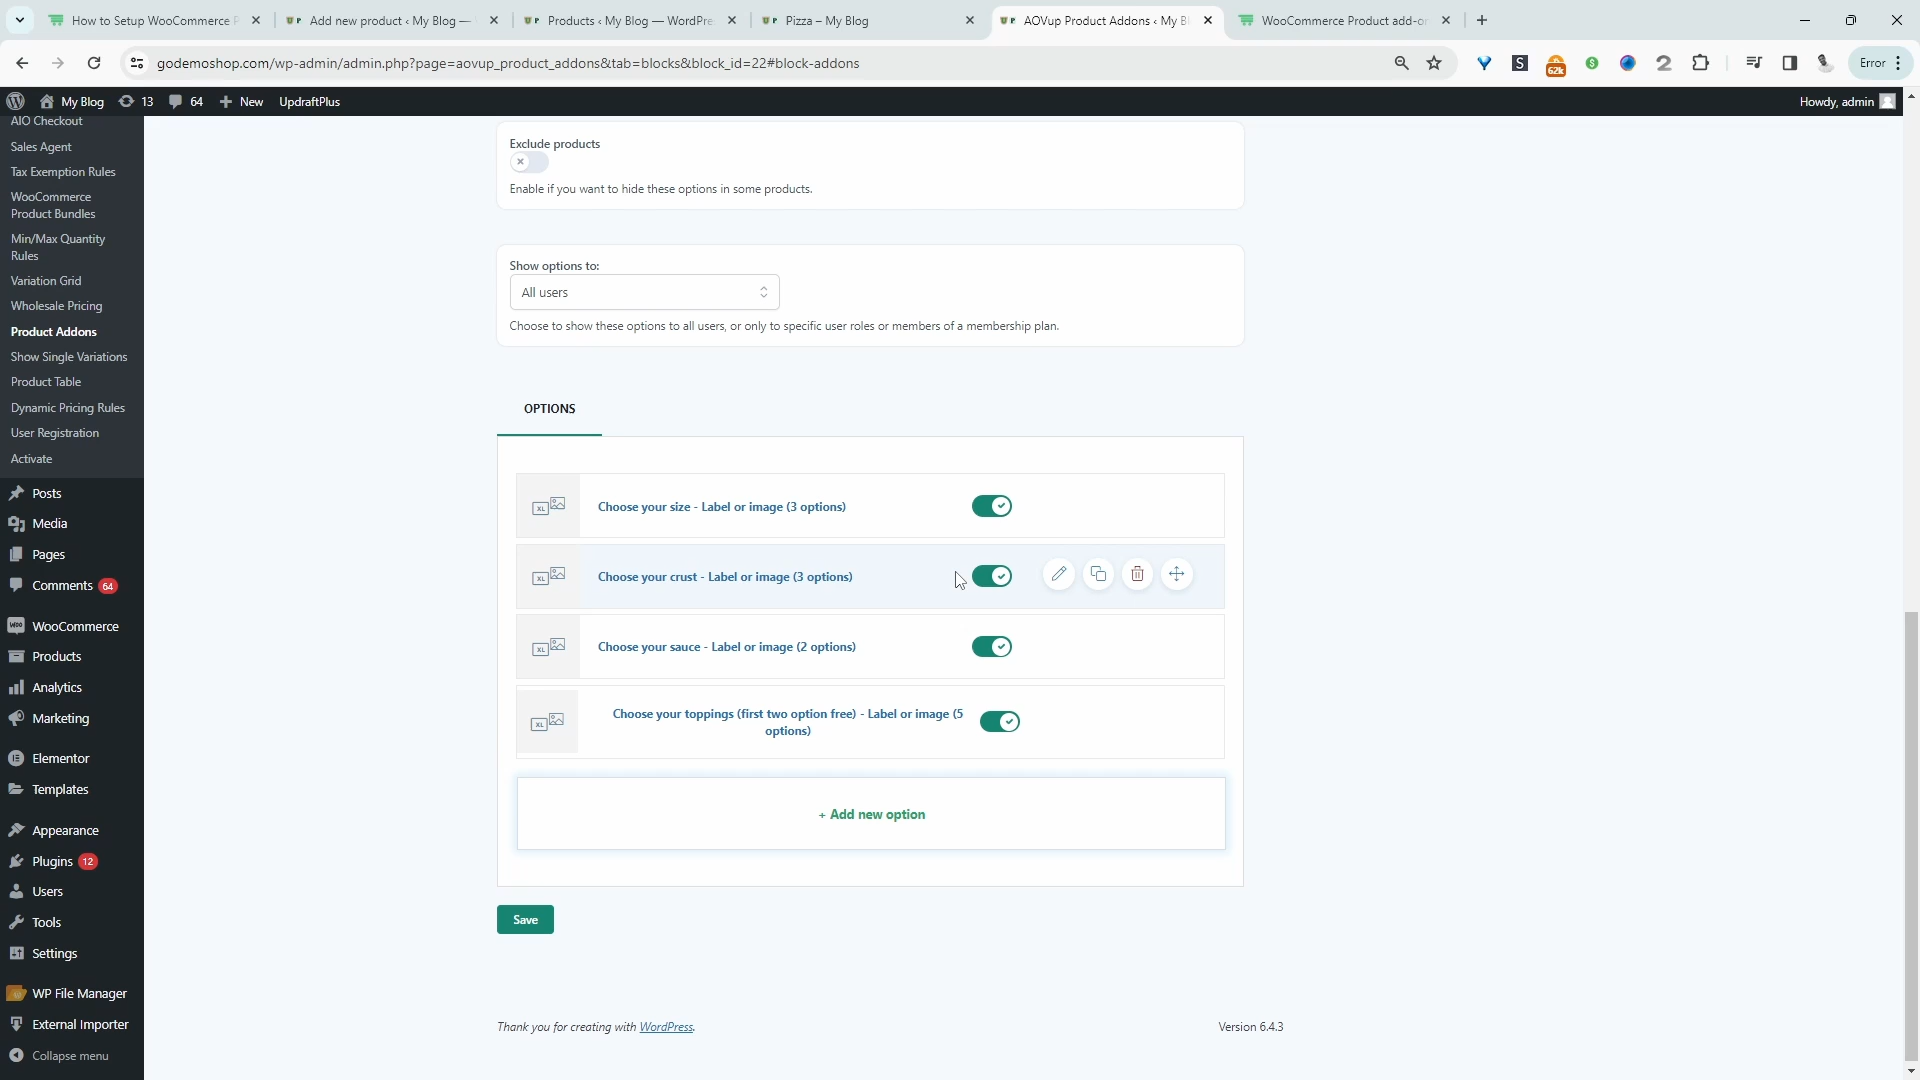 How to Setup WooCommerce P
Add new product ‹ My Blog —
Products ‹ My Blog — WordPre
Pizza – My Blog
AOVup Product Addons ‹ My Bl
WooCommerce Product add-o
godemoshop.com/wp-admin/admin.php?page=aovup_product_addons&tab=blocks&block_id=22#block-addons
62k
Error
My Blog
13
64
New
UpdraftPlus
Howdy, admin
AIO Checkout
Sales Agent
Tax Exemption Rules
WooCommerce
Product Bundles
Min/Max Quantity
Rules
Variation Grid
Wholesale Pricing
Product Addons
Show Single Variations
Product Table
Dynamic Pricing Rules
User Registration
Activate
Posts
Media
Pages
Comments 64
WooCommerce
Products
Analytics
Marketing
Elementor
Templates
Appearance
Plugins 12
Users
Tools
Settings
WP File Manager
External Importer
Collapse menu
Exclude products
Enable if you want to hide these options in some products.
Show options to:
All users
Choose to show these options to all users, or only to specific user roles or members of a membership plan.
OPTIONS
XL
Choose your size - Label or image (3 options)
XL
Choose your crust - Label or image (3 options)
XL
Choose your sauce - Label or image (2 options)
XL
Choose your toppings (first two option free) - Label or image (5
options)
+ Add new option
Save
Thank you for creating with WordPress.
Version 6.4.3